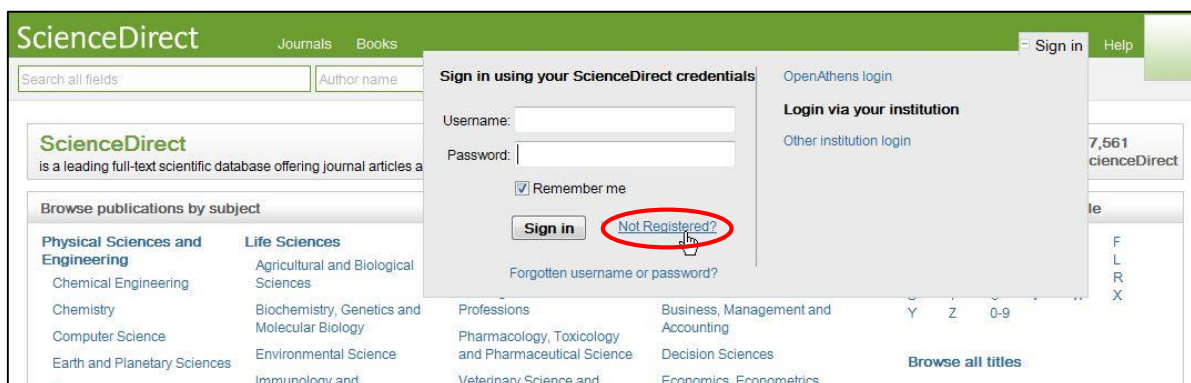 ScienceDirect
Journals Books
Sign in Help
Search all fields
Author name
Sign in using your ScienceDirect credentials
Username:
Password:
Remember me
Sign in
Not Registered?
Forgotten username or password?
OpenAthens login
Login via your institution
Other institution login
ScienceDirect
is a leading full-text scientific database offering journal articles a
7,561
cienceDirect
Browse publications by subject
le
Physical Sciences and
Engineering
Chemical Engineering
Chemistry
Computer Science
Earth and Planetary Sciences
Life Sciences
Agricultural and Biological
Sciences
Biochemistry, Genetics and
Molecular Biology
Environmental Science
Immunology and
Professions
Pharmacology, Toxicology
and Pharmaceutical Science
Veterinary Science and
Business, Management and
Accounting
Decision Sciences
Economics, Econometrics
F
L
R
X
Y Z 0-9
Browse all titles